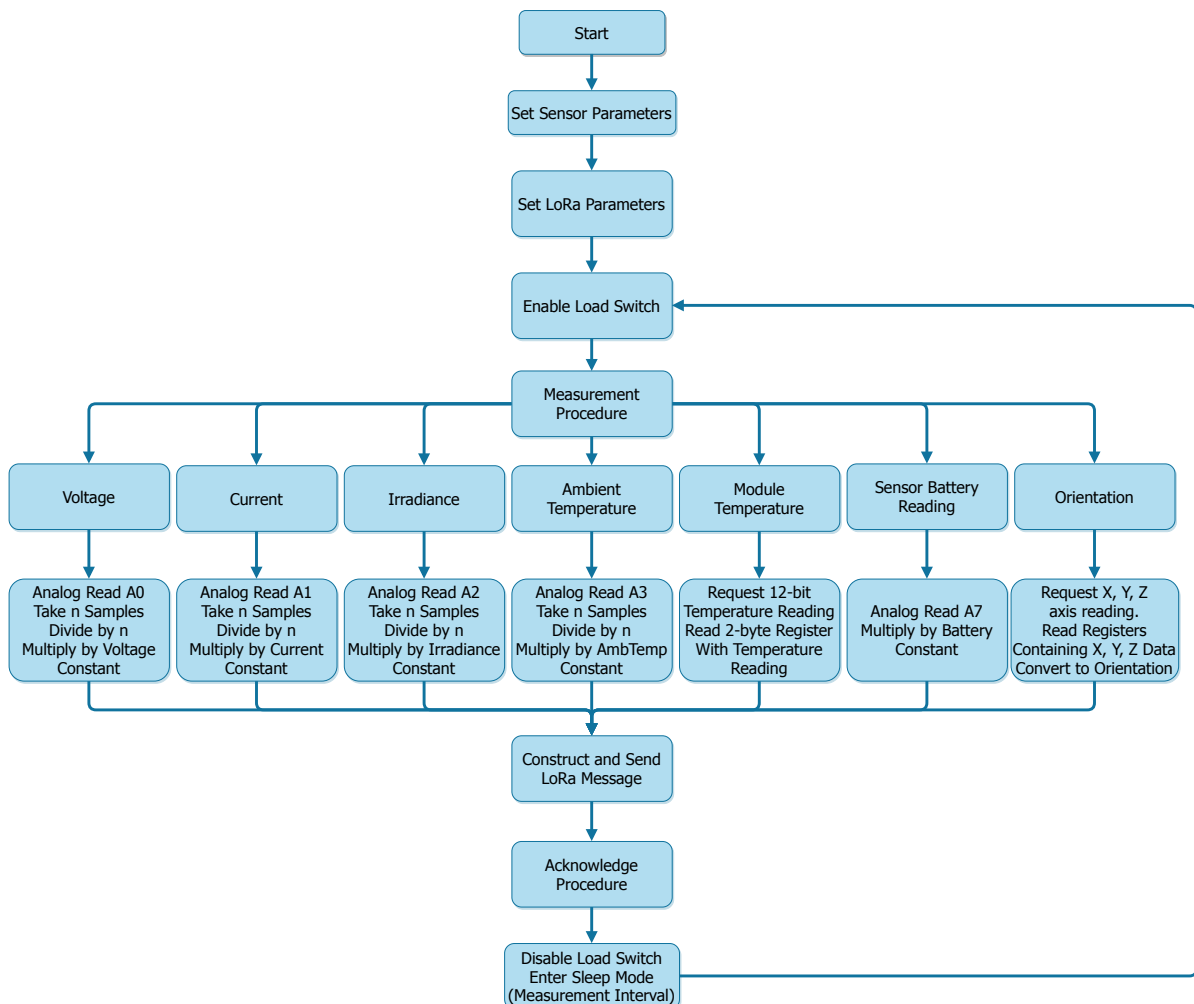 Start
Set Sensor Parameters
Set LoRa Parameters
Enable Load Switch
Measurement
Procedure
Voltage
Current
Irradiance
Ambient
Temperature
Module
Temperature
Sensor Battery
Reading
Orientation
Analog Read A0
Take n Samples
Divide by n
Multiply by Voltage
Constant
Analog Read A1
Take n Samples
Divide by n
Multiply by Current
Constant
Analog Read A2
Take n Samples
Divide by n
Multiply by Irradiance
Constant
Analog Read A3
Take n Samples
Divide by n
Multiply by AmbTemp
Constant
Request 12-bit
Temperature Reading
Read 2-byte Register
With Temperature
Reading
Analog Read A7
Multiply by Battery
Constant
Request X, Y, Z
axis reading.
Read Registers
Containing X, Y, Z Data
Convert to Orientation
Construct and Send
LoRa Message
Acknowledge
Procedure
Disable Load Switch
Enter Sleep Mode
(Measurement Interval)